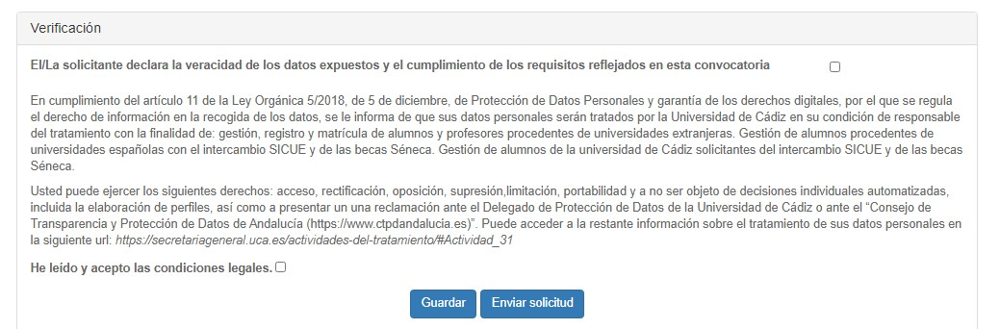 Verificación
El/La solicitante declara la veracidad de los datos expuestos y el cumplimiento de los requisitos reflejados en esta convocatoria
En cumplimiento del artículo 11 de la Ley Orgánica 5/2018, de 5 de diciembre, de Protección de Datos Personales y garantía de los derechos digitales, por el que se regula
el derecho de información en la recogida de los datos, se le informa de que sus datos personales serán tratados por la Universidad de Cádiz en su condición de responsable
del tratamiento con la finalidad de: gestión, registro y matrícula de alumnos y profesores procedentes de universidades extranjeras. Gestión de alumnos procedentes de
universidades españolas con el intercambio SICUE y de las becas Séneca. Gestión de alumnos de la universidad de Cádiz solicitantes del intercambio SICUE y de las becas
Séneca.
Usted puede ejercer los siguientes derechos: acceso, rectificación, oposición, supresión,limitación, portabilidad y a no ser objeto de decisiones individuales automatizadas,
incluida la elaboración de perfiles, así como a presentar un una reclamación ante el Delegado de Protección de Datos de la Universidad de Cádiz o ante el “Consejo de
Transparencia y Protección de Datos de Andalucía (https://www.ctpdandalucia.es)”. Puede acceder a la restante información sobre el tratamiento de sus datos personales en
la siguiente url: https://secretariageneral.uca.es/actividades-del-tratamiento/#Actividad_31
He leído y acepto las condiciones legales.
Guardar Enviar solicitud